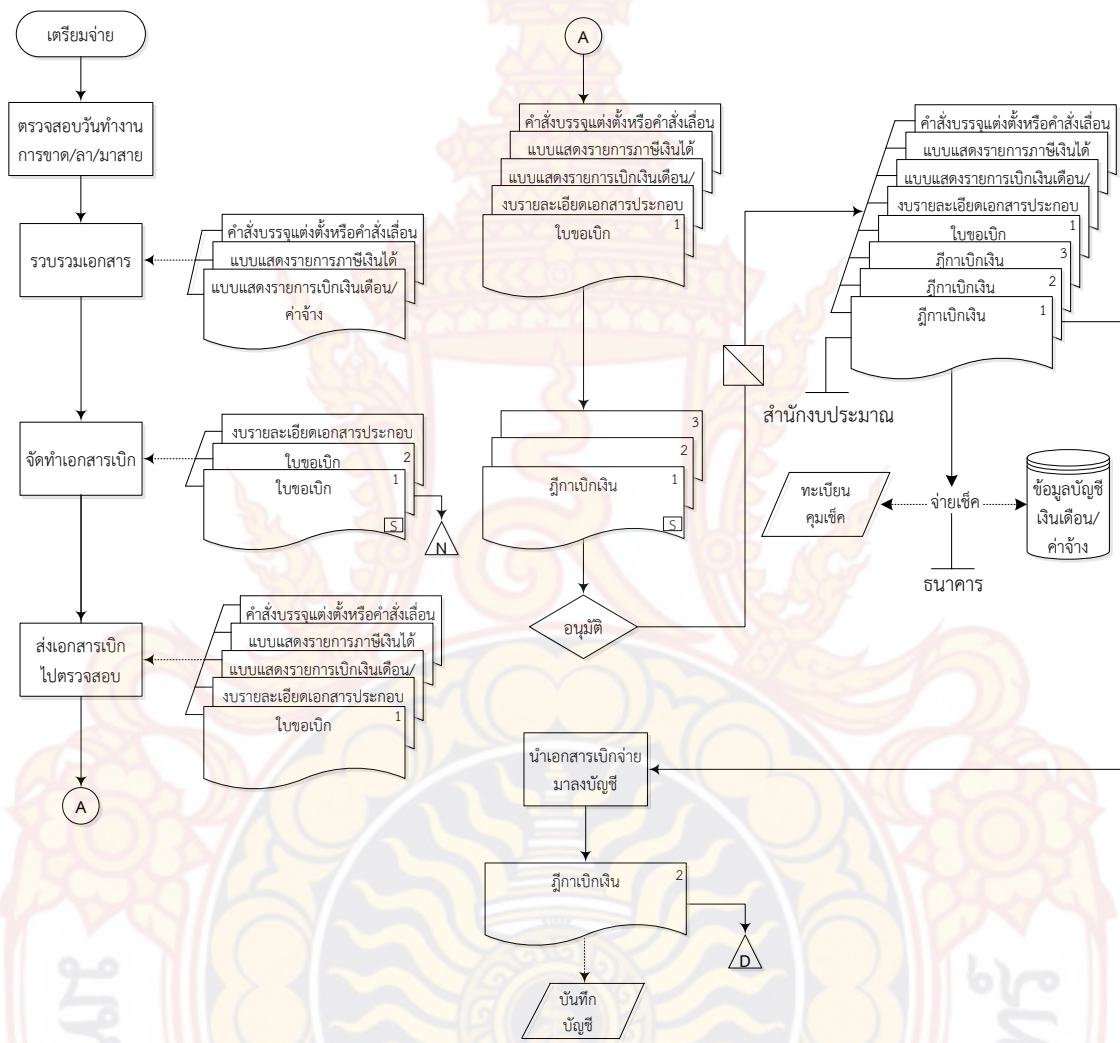 เตรียมจ่าย
ตรวจสอบวันทำงาน
การขาด/ลา/มาสาย
รวบรวมเอกสาร
คำสั่งบรรจุแต่งตั้งหรือคำสั่งเลื่อน
แบบแสดงรายการภาษีเงินได้
แบบแสดงรายการเบิกเงินเดือน/
ค่าจ้าง
จัดทำเอกสารเบิก
งบรายละเอียดเอกสารประกอบ
ใบขอเบิก 2
ใบขอเบิก 1
S
N
ส่งเอกสารเบิก
ไปตรวจสอบ
คำสั่งบรรจุแต่งตั้งหรือคำสั่งเลื่อน
แบบแสดงรายการภาษีเงินได้
แบบแสดงรายการเบิกเงินเดือน/
งบรายละเอียดเอกสารประกอบ
ใบขอเบิก 1
A
A
คำสั่งบรรจุแต่งตั้งหรือคำสั่งเลื่อน
แบบแสดงรายการภาษีเงินได้
แบบแสดงรายการเบิกเงินเดือน/
งบรายละเอียดเอกสารประกอบ
ใบขอเบิก 1
3
2
ฎีกาเบิกเงิน 1
S
อนุมัติ
คำสั่งบรรจุแต่งตั้งหรือคำสั่งเลื่อน
แบบแสดงรายการภาษีเงินได้
แบบแสดงรายการเบิกเงินเดือน/
งบรายละเอียดเอกสารประกอบ
ใบขอเบิก 1
ฎีกาเบิกเงิน 3
ฎีกาเบิกเงิน 2
ฎีกาเบิกเงิน 1
สำนักงบประมาณ
ทะเบียน
คุมเช็ค
จ่ายเช็ค
ข้อมูลบัญชี
เงินเดือน/
ค่าจ้าง
ธนาคาร
นำเอกสารเบิกจ่าย
มาลงบัญชี
ฎีกาเบิกเงิน 2
D
บันทึก
บัญชี